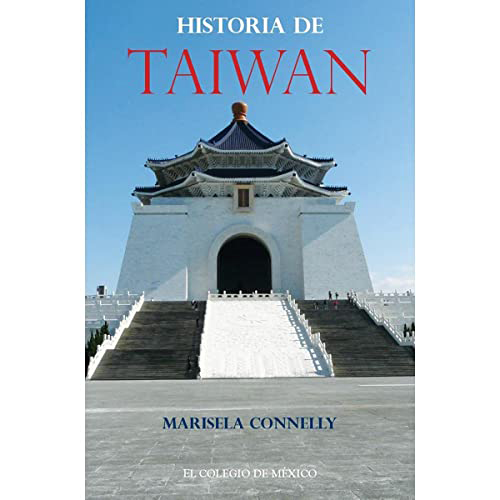 HISTORIA DE
TAIWAN
MARISELA CONNELLY
EL COLEGIO DE MÉXICO